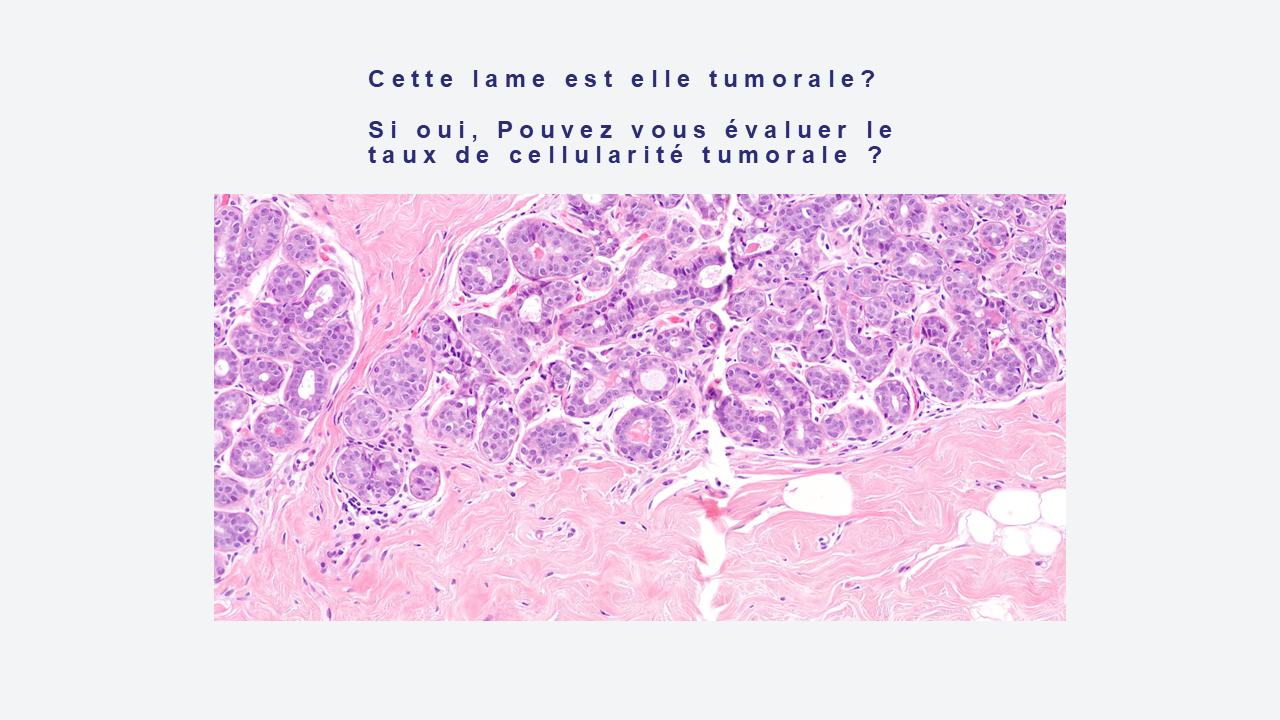 Cette lame est elle tumorale?
Si oui, Pouvez vous évaluer le
taux de cellularité tumorale ?